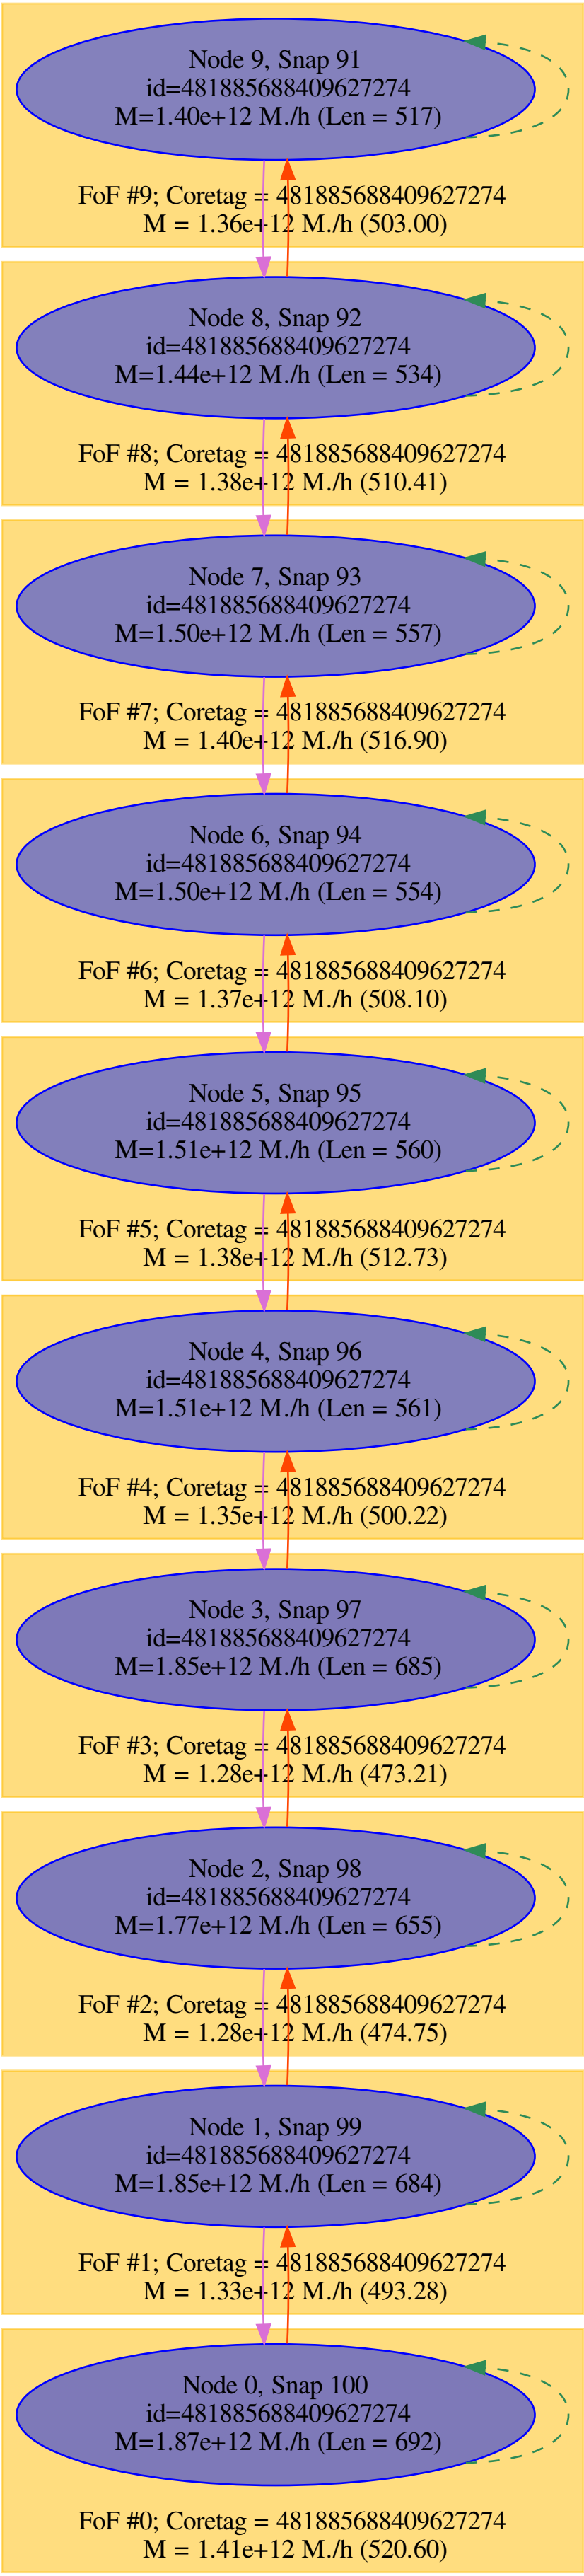 Node 9, Snap 91
id=481885688409627274
M=1.40e+12 M./h (Len = 517)
FoF #9; Coretag = 481885688409627274
M = 1.36e+12 M./h (503.00)
Node 8, Snap 92
id=481885688409627274
M=1.44e+12 M./h (Len = 534)
FoF #8; Coretag = 481885688409627274
M = 1.38e+12 M./h (510.41)
Node 7, Snap 93
id=481885688409627274
M=1.50e+12 M./h (Len = 557)
FoF #7; Coretag = 481885688409627274
M = 1.40e+12 M./h (516.90)
Node 6, Snap 94
id=481885688409627274
M=1.50e+12 M./h (Len = 554)
FoF #6; Coretag = 481885688409627274
M = 1.37e+12 M./h (508.10)
Node 5, Snap 95
id=481885688409627274
M=1.51e+12 M./h (Len = 560)
FoF #5; Coretag = 481885688409627274
M = 1.38e+12 M./h (512.73)
Node 4, Snap 96
id=481885688409627274
M=1.51e+12 M./h (Len = 561)
FoF #4; Coretag = 481885688409627274
M = 1.35e+12 M./h (500.22)
Node 3, Snap 97
id=481885688409627274
M=1.85e+12 M./h (Len = 685)
FoF #3; Coretag = 481885688409627274
M = 1.28e+12 M./h (473.21)
Node 2, Snap 98
id=481885688409627274
M=1.77e+12 M./h (Len = 655)
FoF #2; Coretag = 481885688409627274
M = 1.28e+12 M./h (474.75)
Node 1, Snap 99
id=481885688409627274
M=1.85e+12 M./h (Len = 684)
FoF #1; Coretag = 481885688409627274
M = 1.33e+12 M./h (493.28)
Node 0, Snap 100
id=481885688409627274
M=1.87e+12 M./h (Len = 692)
FoF #0; Coretag = 481885688409627274
M = 1.41e+12 M./h (520.60)